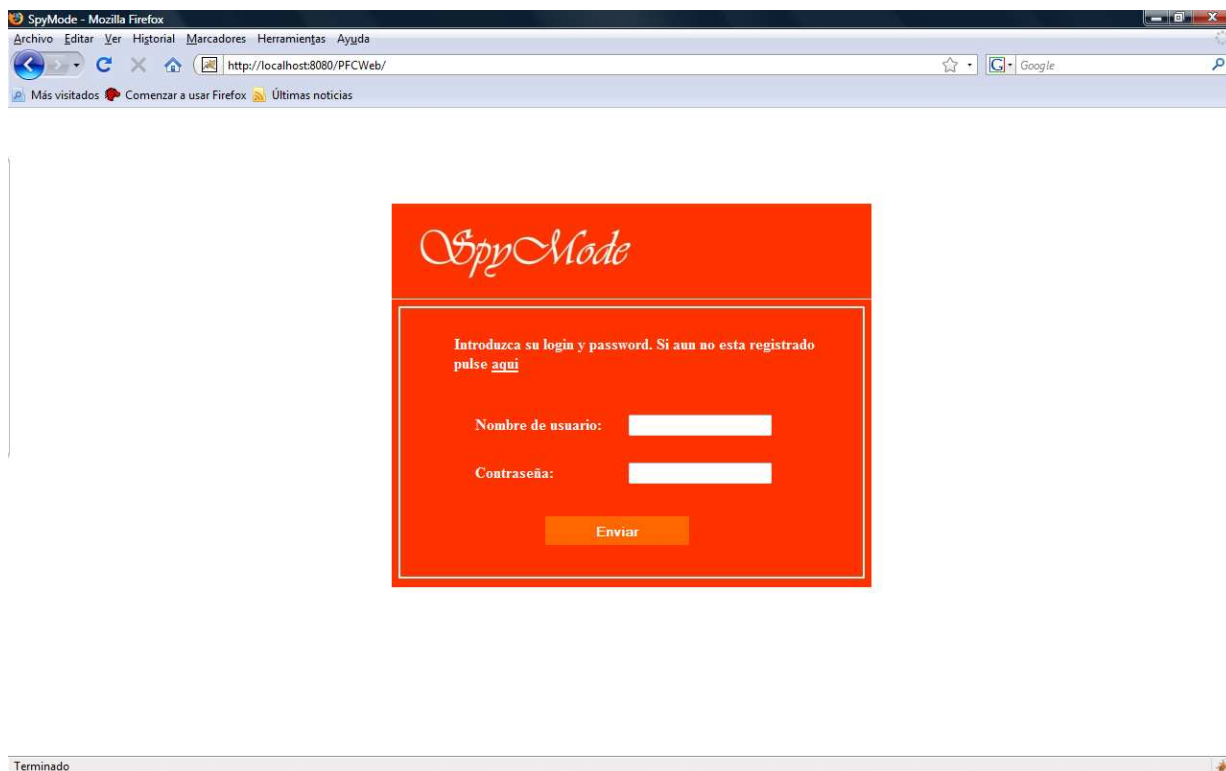 SpyMode - Mozilla Firefox
Archivo Editar Ver Historial Marcadores Herramientas Ayuda
http://localhost:8080/PFCWeb/
Google
Más visitados Comenzar a usar Firefox Últimas noticias
SpyMode
Introduzca su login y password. Si aun no esta registrado
pulse aqui
Nombre de usuario:
Contraseña:
Enviar
Terminado